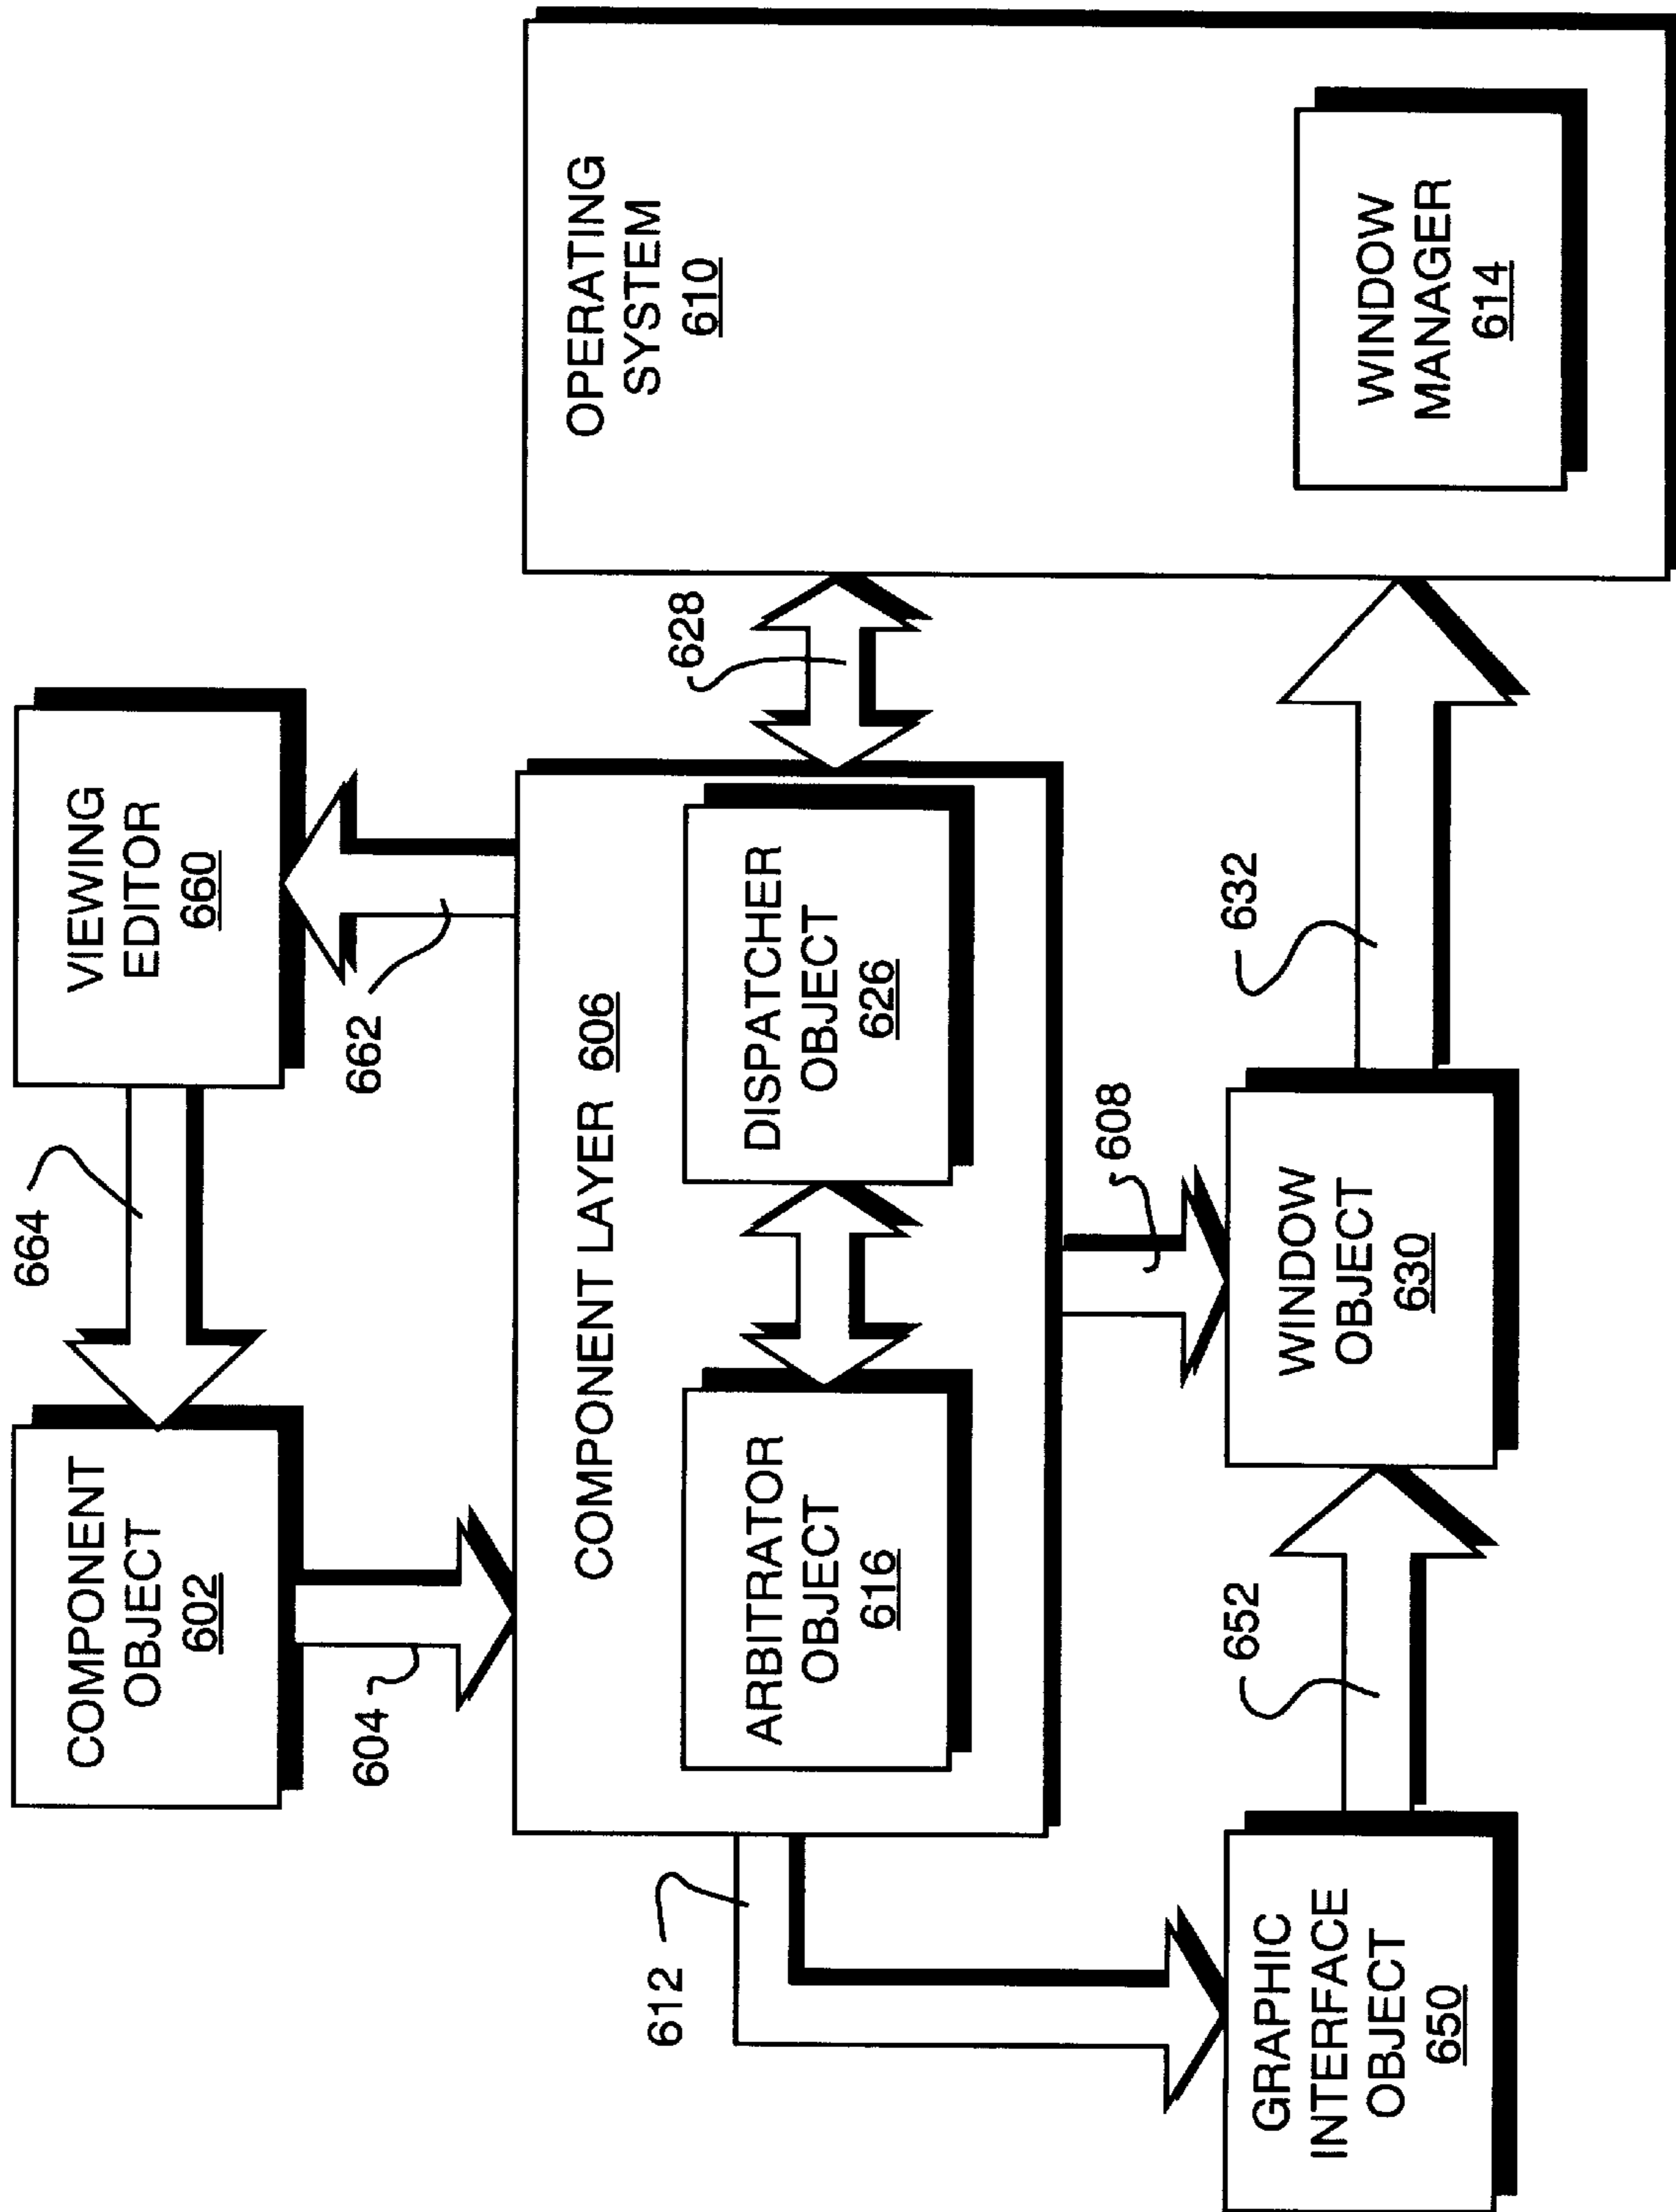 COMPONENT
OBJECT
602
664
VIEWING
EDITOR
660
604
662
COMPONENT LAYER 606
612
628
ARBITRATOR
OBJECT
616
DISPATCHER
OBJECT
626
OPERATING
SYSTEM
610
608
GRAPHIC
INTERFACE
OBJECT
650
652
WINDOW
OBJECT
630
632
WINDOW
MANAGER
614